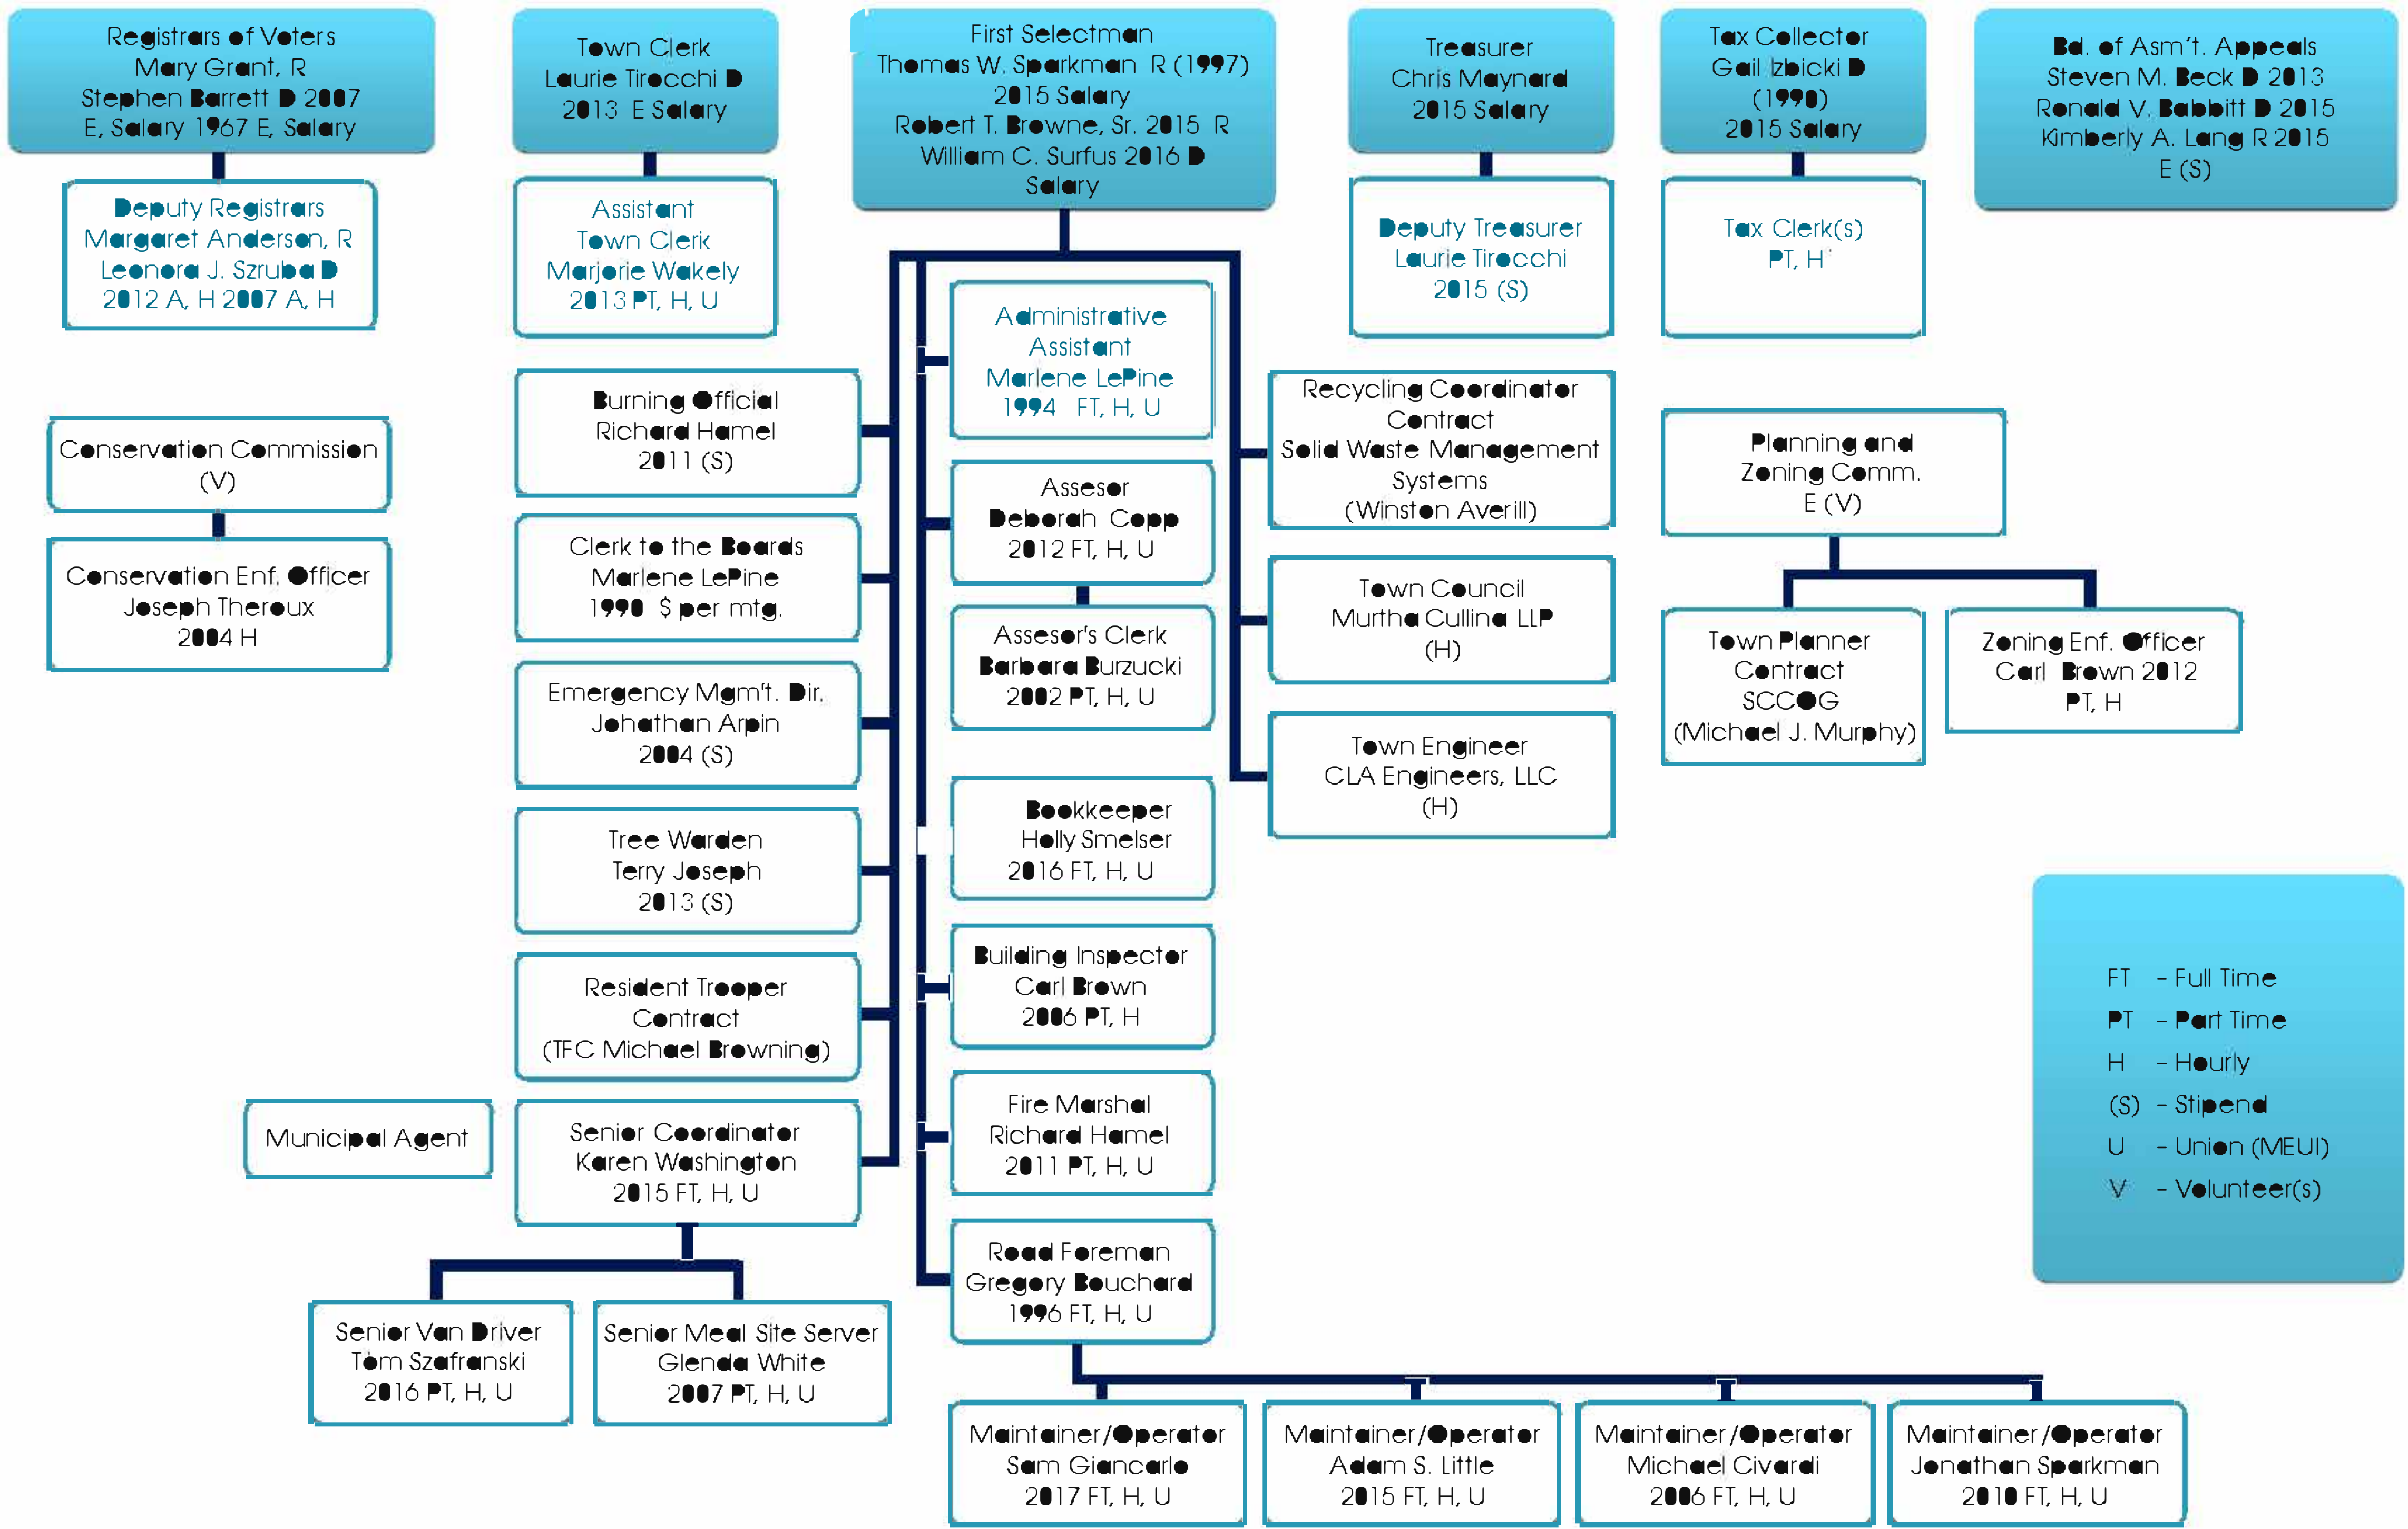 Registrars of Voters
Mary Grant, R
Stephen Barrett D 2007
E, Salary 1967 E, Salary
Town Clerk
Laurie Tirocchi D
2013 E Salary
First Selectman
Thomas W. Sparkman R (1997)
2015 Salary
Robert T. Browne, Sr. 2015 R
William C. Surfus 2016 D
Salary
Treasurer
Chris Maynard
2015 Salary
Tax Collector
Gail Izbicki D
(1990)
2015 Salary
Bd. of Asm't. Appeals
Steven M. Beck D 2013
Ronald V. Babbitt D 2015
Kimberly A. Lang R 2015
E (S)
Deputy Registrars
Margaret Anderson, R
Leonora J. Szruba D
2012 A, H 2007 A, H
Assistant
Town Clerk
Marjorie Wakely
2013 PT, H, U
Administrative
Assistant
Marlene LePine
1994 FT, H, U
Deputy Treasurer
Laurie Tirocchi
2015 (S)
Tax Clerk(s)
PT, H
Conservation Commission
(V)
Conservation Enf. Officer
Joseph Theroux
2004 H
Burning Official
Richard Hamel
2011 (S)
Clerk to the Boards
Marlene LePine
1990 $ per mtg.
Emergency Mgm't. Dir.
Johathan Arpin
2004 (S)
Tree Warden
Terry Joseph
2013 (S)
Resident Trooper
Contract
(TFC Michael Browning)
Municipal Agent
Senior Coordinator
Karen Washington
2015 FT, H, U
Senior Van Driver
Tom Szafranski
2016 PT, H, U
Senior Meal Site Server
Glenda White
2007 PT, H, U
Assesor
Deborah Copp
2012 FT, H, U
Assesor's Clerk
Barbara Burzucki
2002 PT, H, U
Bookkeeper
Holly Smelser
2016 FT, H, U
Building Inspector
Carl Brown
2006 PT, H
Fire Marshal
Richard Hamel
2011 PT, H, U
Road Foreman
Gregory Bouchard
1996 FT, H, U
Recycling Coordinator
Contract
Solid Waste Management
Systems
(Winston Averill)
Town Council
Murtha Cullina LLP
(H)
Town Engineer
CLA Engineers, LLC
(H)
Planning and
Zoning Comm.
E (V)
Town Planner
Contract
SCCOG
(Michael J. Murphy)
Zoning Enf. Officer
Carl Brown 2012
PT, H
FT - Full Time
PT - Part Time
H - Hourly
(S) - Stipend
U - Union (MEUI)
V - Volunteer(s)
Maintainer/Operator
Sam Giancarlo
2017 FT, H, U
Maintainer/Operator
Adam S. Little
2015 FT, H, U
Maintainer/Operator
Michael Civardi
2006 FT, H, U
Maintainer/Operator
Jonathan Sparkman
2010 FT, H, U